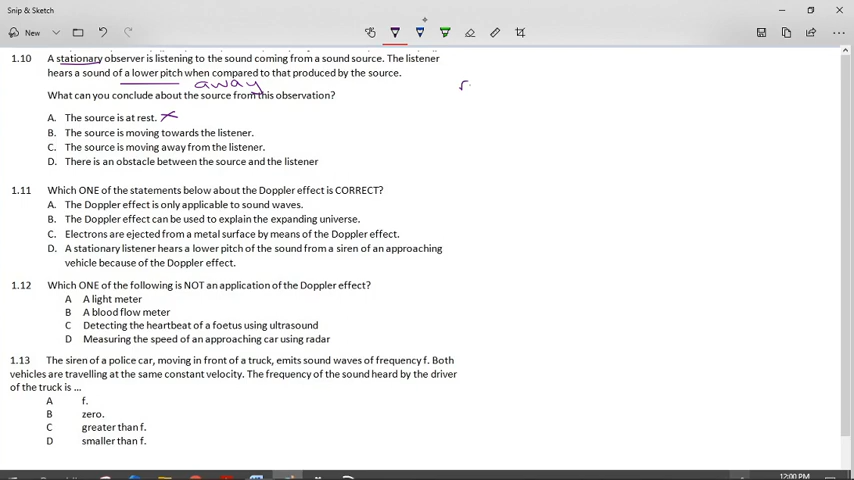 Snip & Sketch
New
1.10 A stationary observer is listening to the sound coming from a sound source. The listener
hears a sound of a lower pitch when compared to that produced by the source.
away
r
What can you conclude about the source from this observation?
A. The source is at rest. x
B. The source is moving towards the listener.
C. The source is moving away from the listener.
D. There is an obstacle between the source and the listener
1.11 Which ONE of the statements below about the Doppler effect is CORRECT?
A. The Doppler effect is only applicable to sound waves.
B. The Doppler effect can be used to explain the expanding universe.
C. Electrons are ejected from a metal surface by means of the Doppler effect.
D. A stationary listener hears a lower pitch of the sound from a siren of an approaching
vehicle because of the Doppler effect.
1.12 Which ONE of the following is NOT an application of the Doppler effect?
A A light meter
B A blood flow meter
C Detecting the heartbeat of a foetus using ultrasound
D Measuring the speed of an approaching car using radar
1.13 The siren of a police car, moving in front of a truck, emits sound waves of frequency f. Both
vehicles are travelling at the same constant velocity. The frequency of the sound heard by the driver
of the truck is ...
A f.
B zero.
C greater than f.
D smaller than f.
12:00 PM